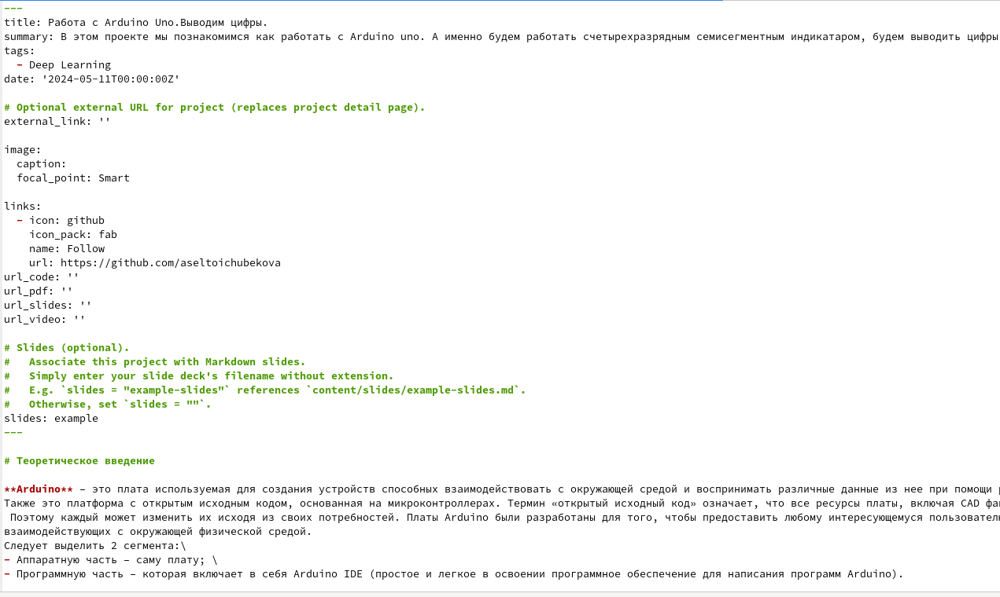 ---
title: Работа с Arduino Uno.Выводим цифры.
summary: В этом проекте мы познакомимся как работать с Arduino uno. А именно будем работать счетырехразрядным семисегментным индикатаром, будем выводить цифры
tags:
  - Deep Learning
date: '2024-05-11T00:00:00Z'

# Optional external URL for project (replaces project detail page).
external_link: ''

image:
  caption:
  focal_point: Smart

links:
  - icon: github
    icon_pack: fab
    name: Follow
    url: https://github.com/aseltoichubekova
url_code: ''
url_pdf: ''
url_slides: ''
url_video: ''

# Slides (optional).
#   Associate this project with Markdown slides.
#   Simply enter your slide deck's filename without extension.
#   E.g. `slides = "example-slides"` references `content/slides/example-slides.md`.
#   Otherwise, set `slides = ""`.
slides: example
---

# Теоретическое введение

**Arduino** – это плата используемая для создания устройств способных взаимодействовать с окружающей средой и воспринимать различные данные из нее при помощи
Также это платформа с открытым исходным кодом, основанная на микроконтроллерах. Термин «открытый исходный код» означает, что все ресурсы платы, включая CAD
 Поэтому каждый может изменить их исходя из своих потребностей. Платы Arduino были разработаны для того, чтобы предоставить любому интересующемуся
взаимодействующих с окружающей физической средой.
Следует выделить 2 сегмента:\
- Аппаратную часть – саму плату; \
- Программную часть – которая включает в себя Arduino IDE (простое и легкое в освоении программное обеспечение для написания программ Arduino).